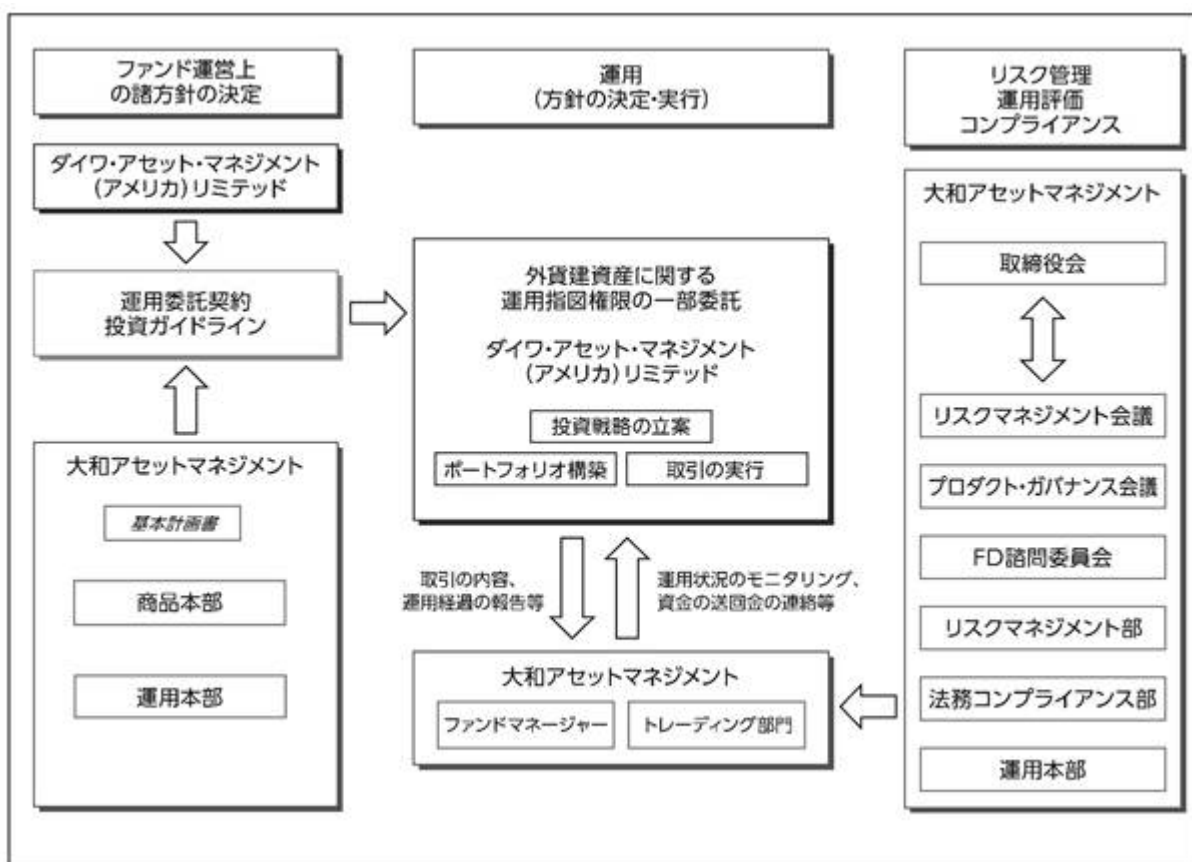 ファンド運営上
の諸方針の決定
ダイワ・アセット・マネジメント
(アメリカ)リミテッド
運用委託契約
投資ガイドライン
大和アセットマネジメント
基本計画書
商品本部
運用本部
運用
(方針の決定・実行)
外貨建資産に関する
運用指図権限の一部委託
ダイワ・アセット・マネジメント
(アメリカ)リミテッド
投資戦略の立案
ポートフォリオ構築
取引の実行
取引の内容、
運用経過の報告等
運用状況のモニタリング、
資金の送回金の連絡等
大和アセットマネジメント
ファンドマネージャー
トレーディング部門
リスク管理
運用評価
コンプライアンス
大和アセットマネジメント
取締役会
リスクマネジメント会議
プロダクト・ガバナンス会議
FD諮問委員会
リスクマネジメント部
法務コンプライアンス部
運用本部